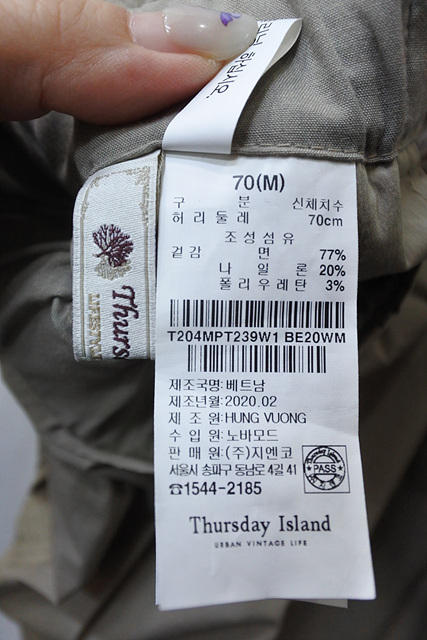 하십시오.
70(M)
구 분 신체치수
허리둘레 70cm
조성섬유
겉감 면 77%
나일론 20%
폴리우레탄 3%
T204MPT239W1 BE20WM
제조국명:베트남
제조년월:2020.02
제조원:HUNG VUONG
수입원:노바모드
판매원:(주)지엔코
서울시 송파구 동남로 4길 41
☎1544-2185
PASS
Thursday Island
URBAN VINTAGE LIFE
Thurs